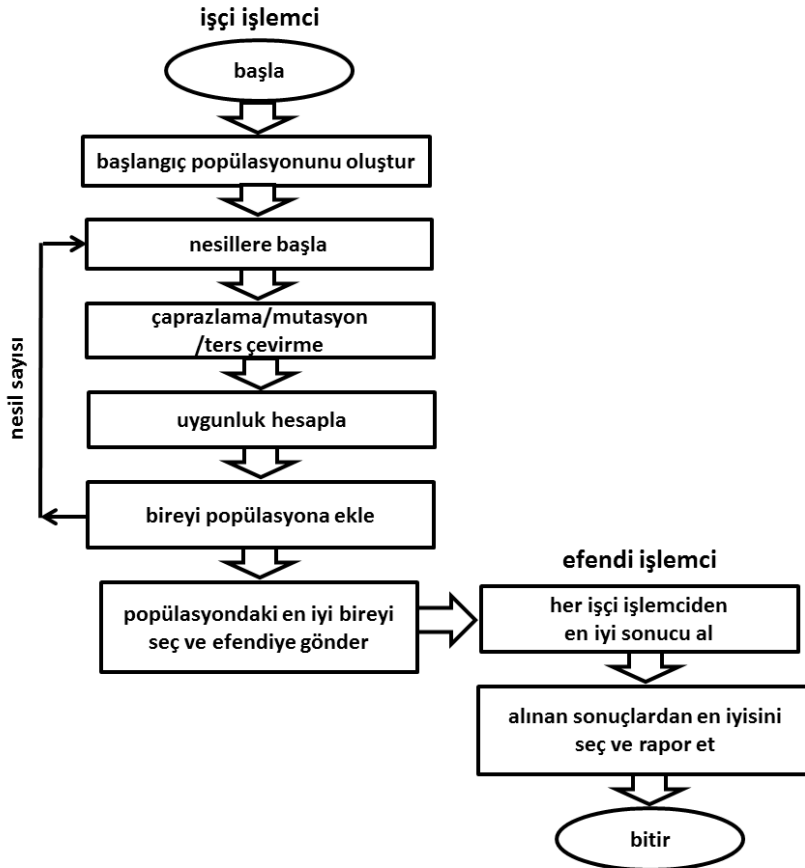 işçi işlemci
başla
başlangıç popülasyonunu oluştur
nesillere başla
çaprazlama/mutasyon
/ters çevirme
nesil sayısı
uygunluk hesapla
bireyi popülasyona ekle
popülasyondaki en iyi bireyi
seç ve efendiye gönder
efendi işlemci
her işçi işlemciden
en iyi sonucu al
alınan sonuçlardan en iyisini
seç ve rapor et
bitir